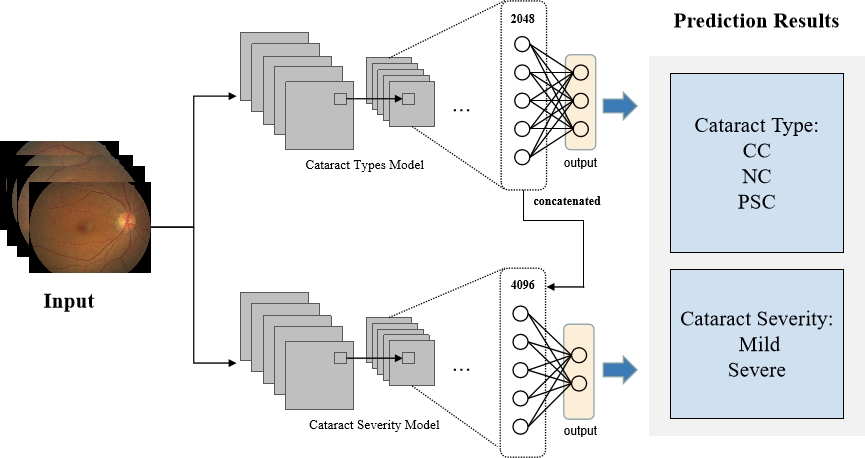 Prediction Results
2048
Cataract Type:
CC
NC
PSC
...
output
Cataract Types Model
concatenated
Input
4096
Cataract Severity:
Mild
Severe
...
output
Cataract Severity Model